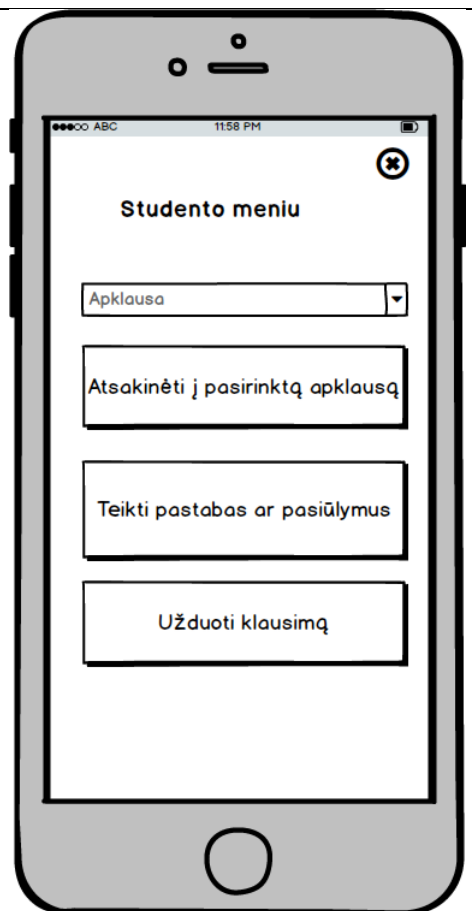 ABC 11:58 PM
Studento meniu
Apklausa
Atsakinėti į pasirinktą apklausą
Teikti pastabas ar pasiūlymus
Užduoti klausimą